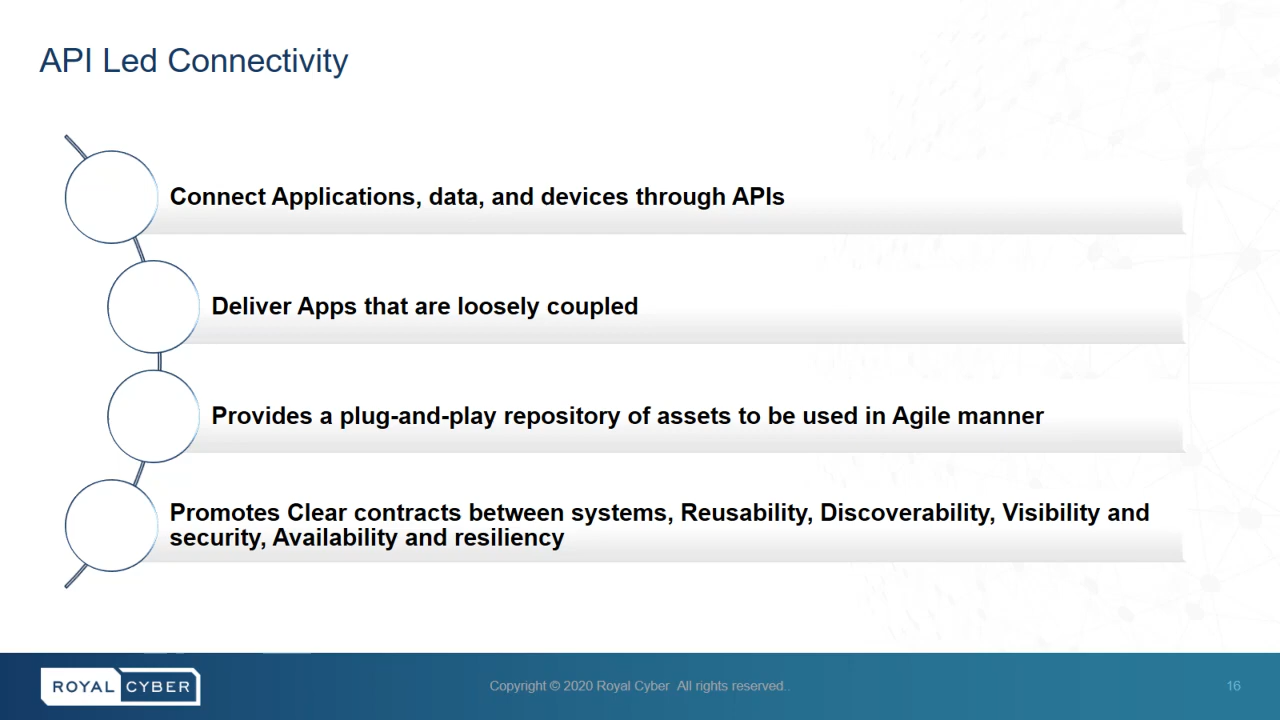 API Led Connectivity
Connect Applications, data, and devices through APIs
Deliver Apps that are loosely coupled
Provides a plug-and-play repository of assets to be used in Agile manner
Promotes Clear contracts between systems, Reusability, Discoverability, Visibility and
security, Availability and resiliency
ROYAL CYBER
Copyright © 2020 Royal Cyber  All rights reserved..
16